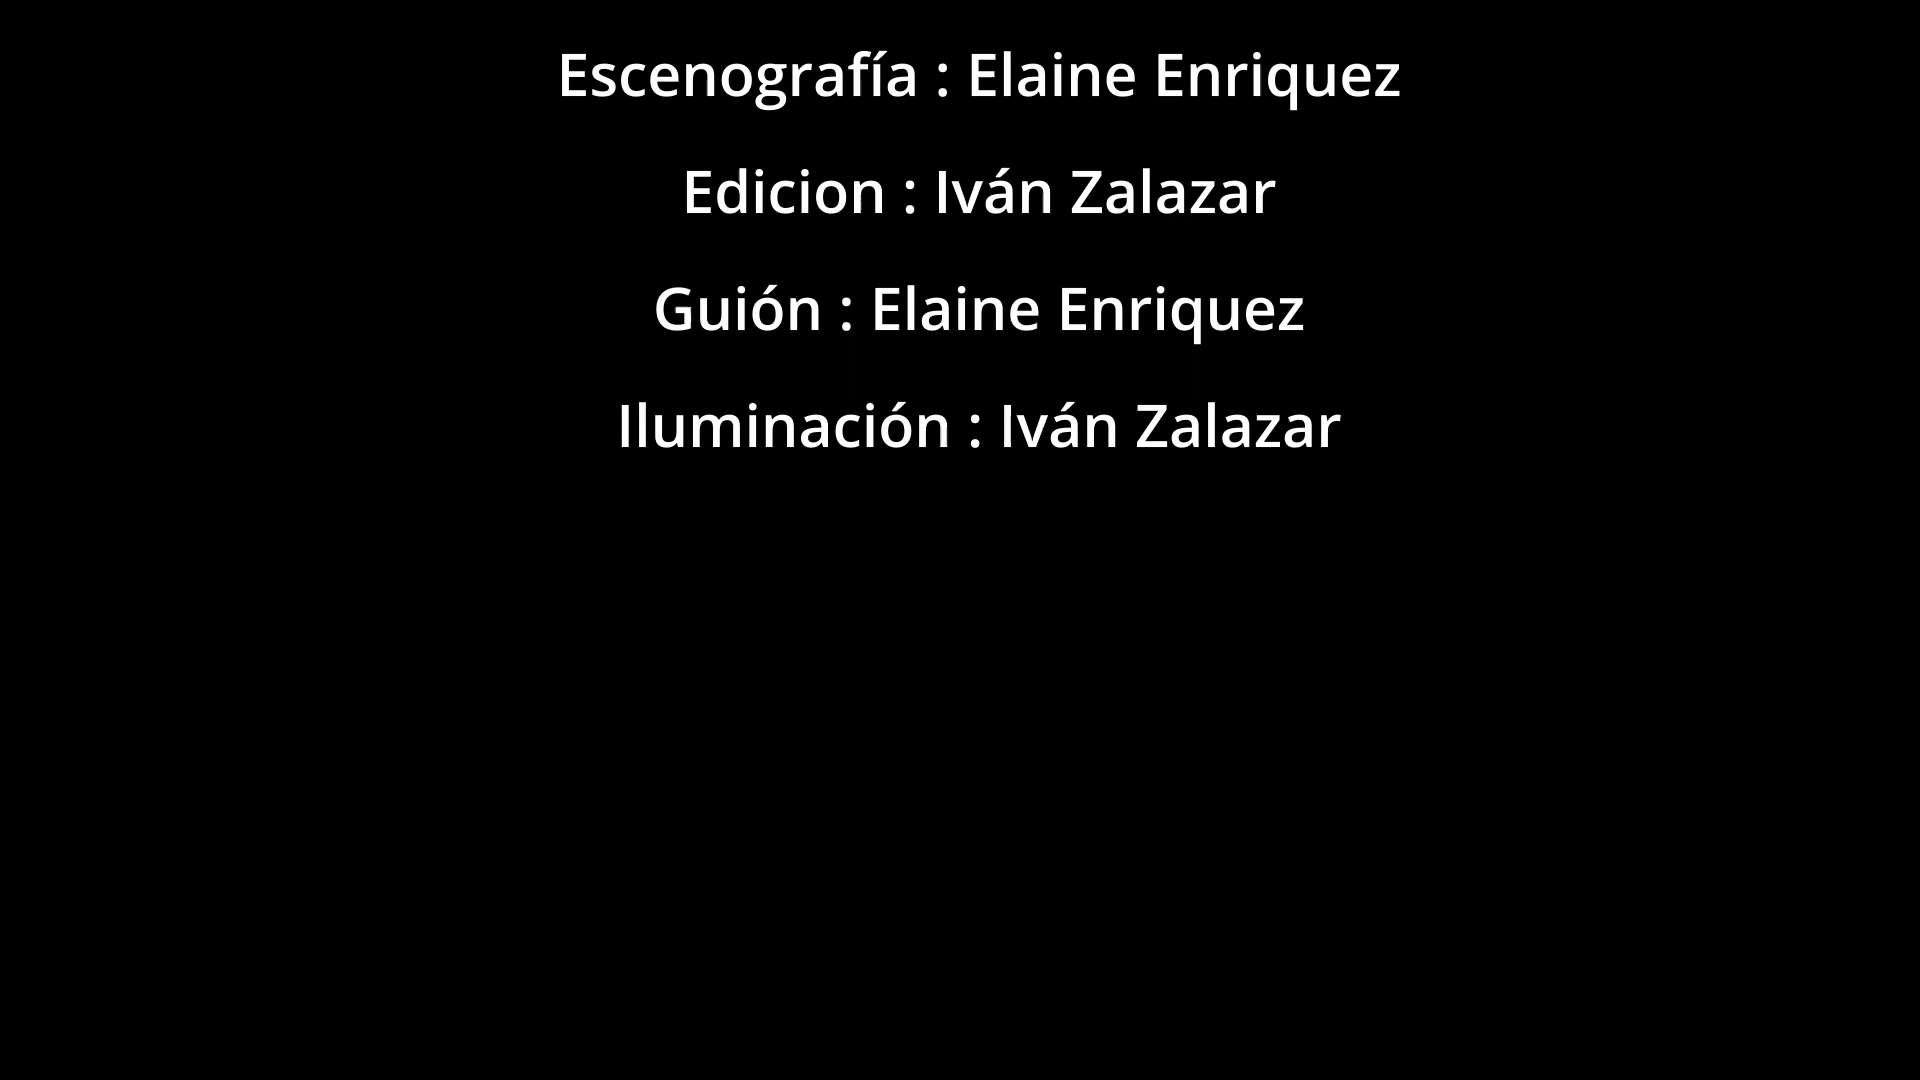 Escenografía : Elaine Enriquez
Edicion : Iván Zalazar
Guión : Elaine Enriquez
Iluminación : Iván Zalazar